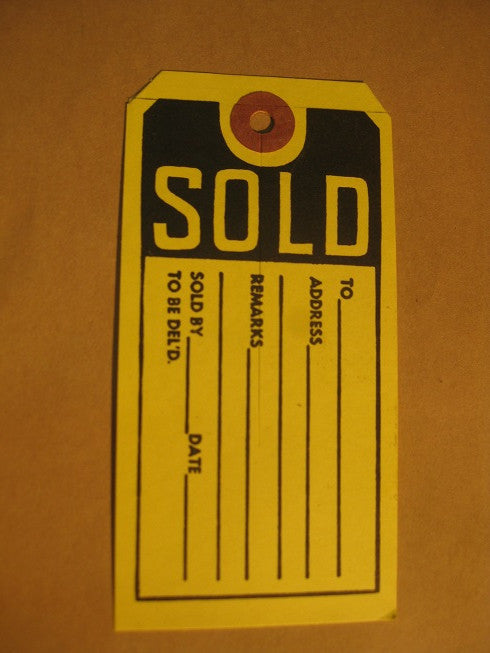 SOLD
TO
ADDRESS
REMARKS
SOLD BY DATE
TO BE DEL'D.